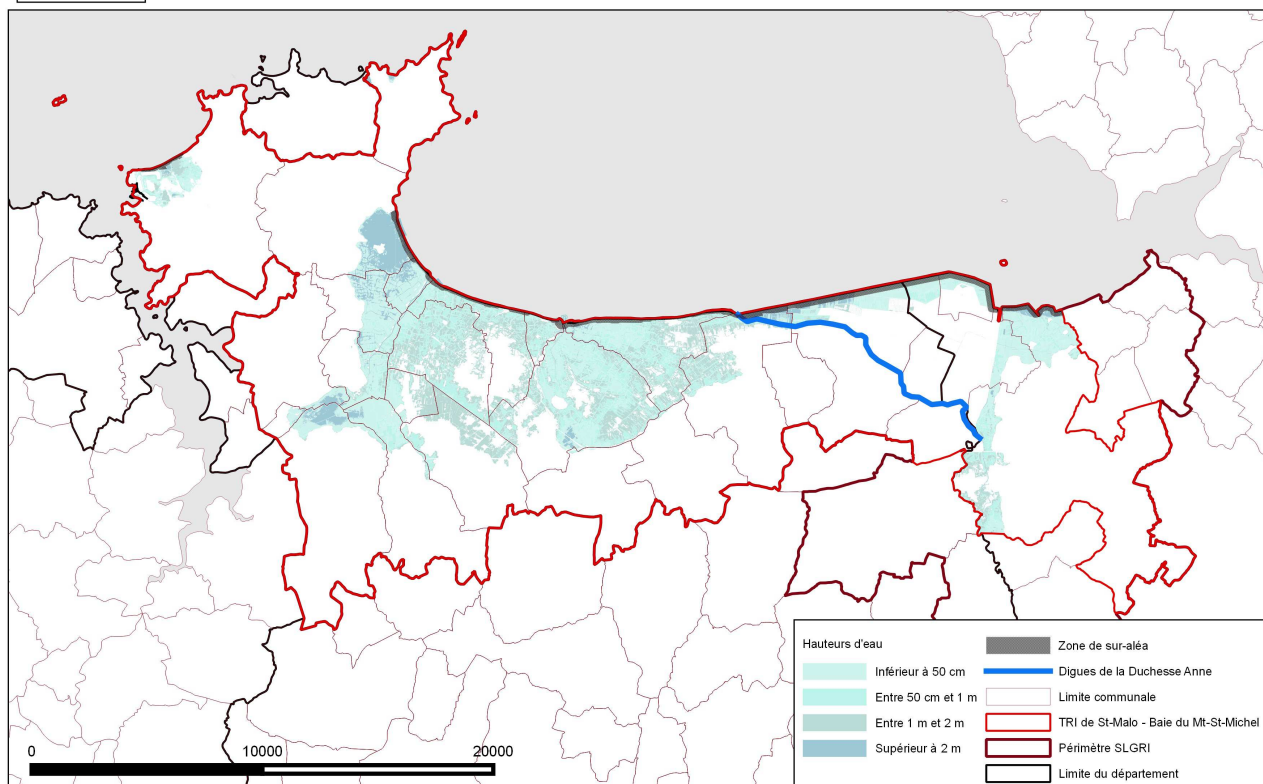 0
10000
20000
Hauteurs d'eau
Inférieur à 50 cm
Entre 50 cm et 1 m
Entre 1 m et 2 m
Supérieur à 2 m
Zone de sur-aléa
Digues de la Duchesse Anne
Limite communale
TRI de St-Malo - Baie du Mt-St-Michel
Périmètre SLGRI
Limite du département